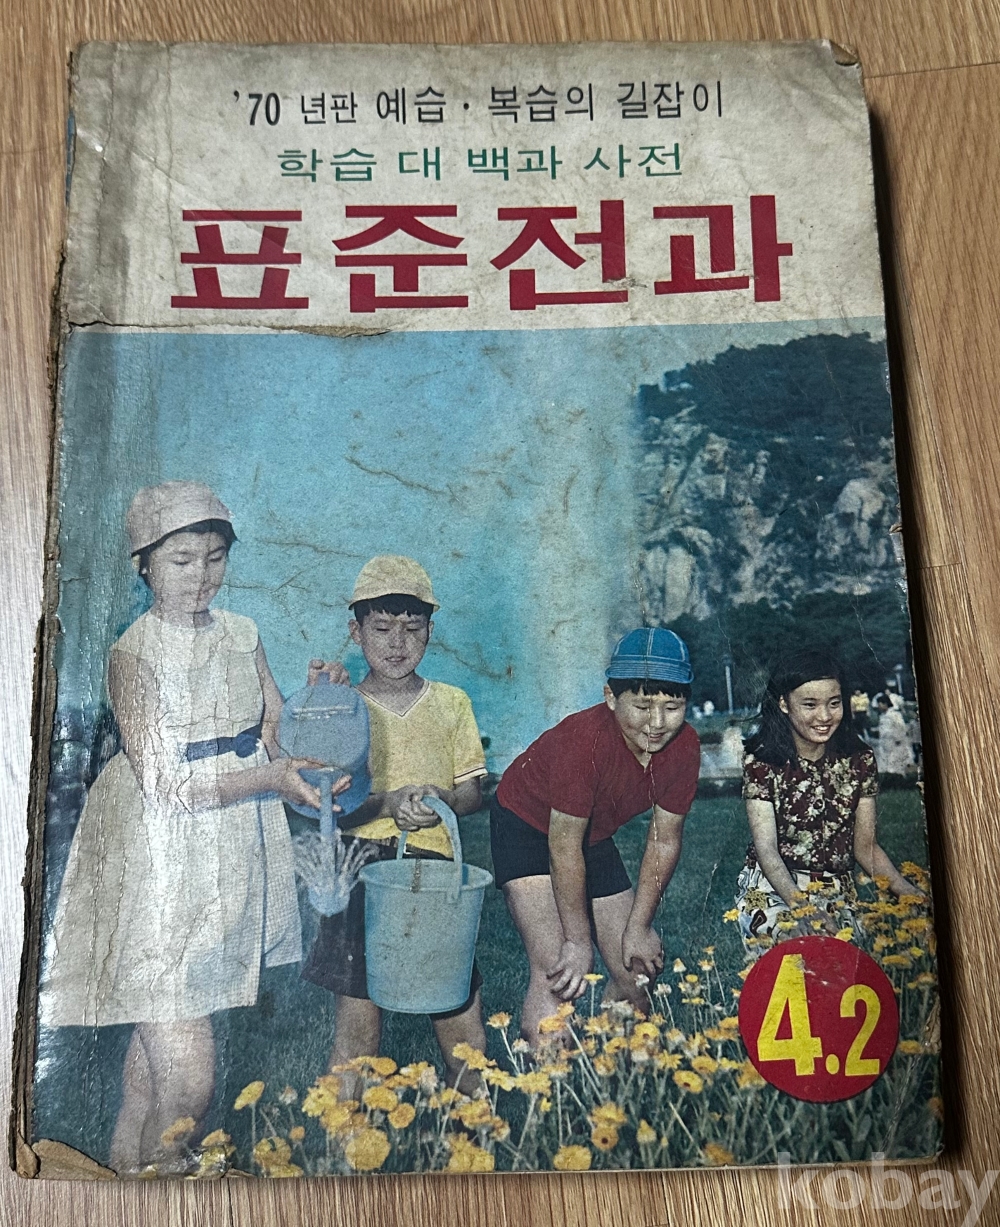 '70 년판 예습·복습의 길잡이
학습 대 백과 사전
표준전과
4.2
kobay